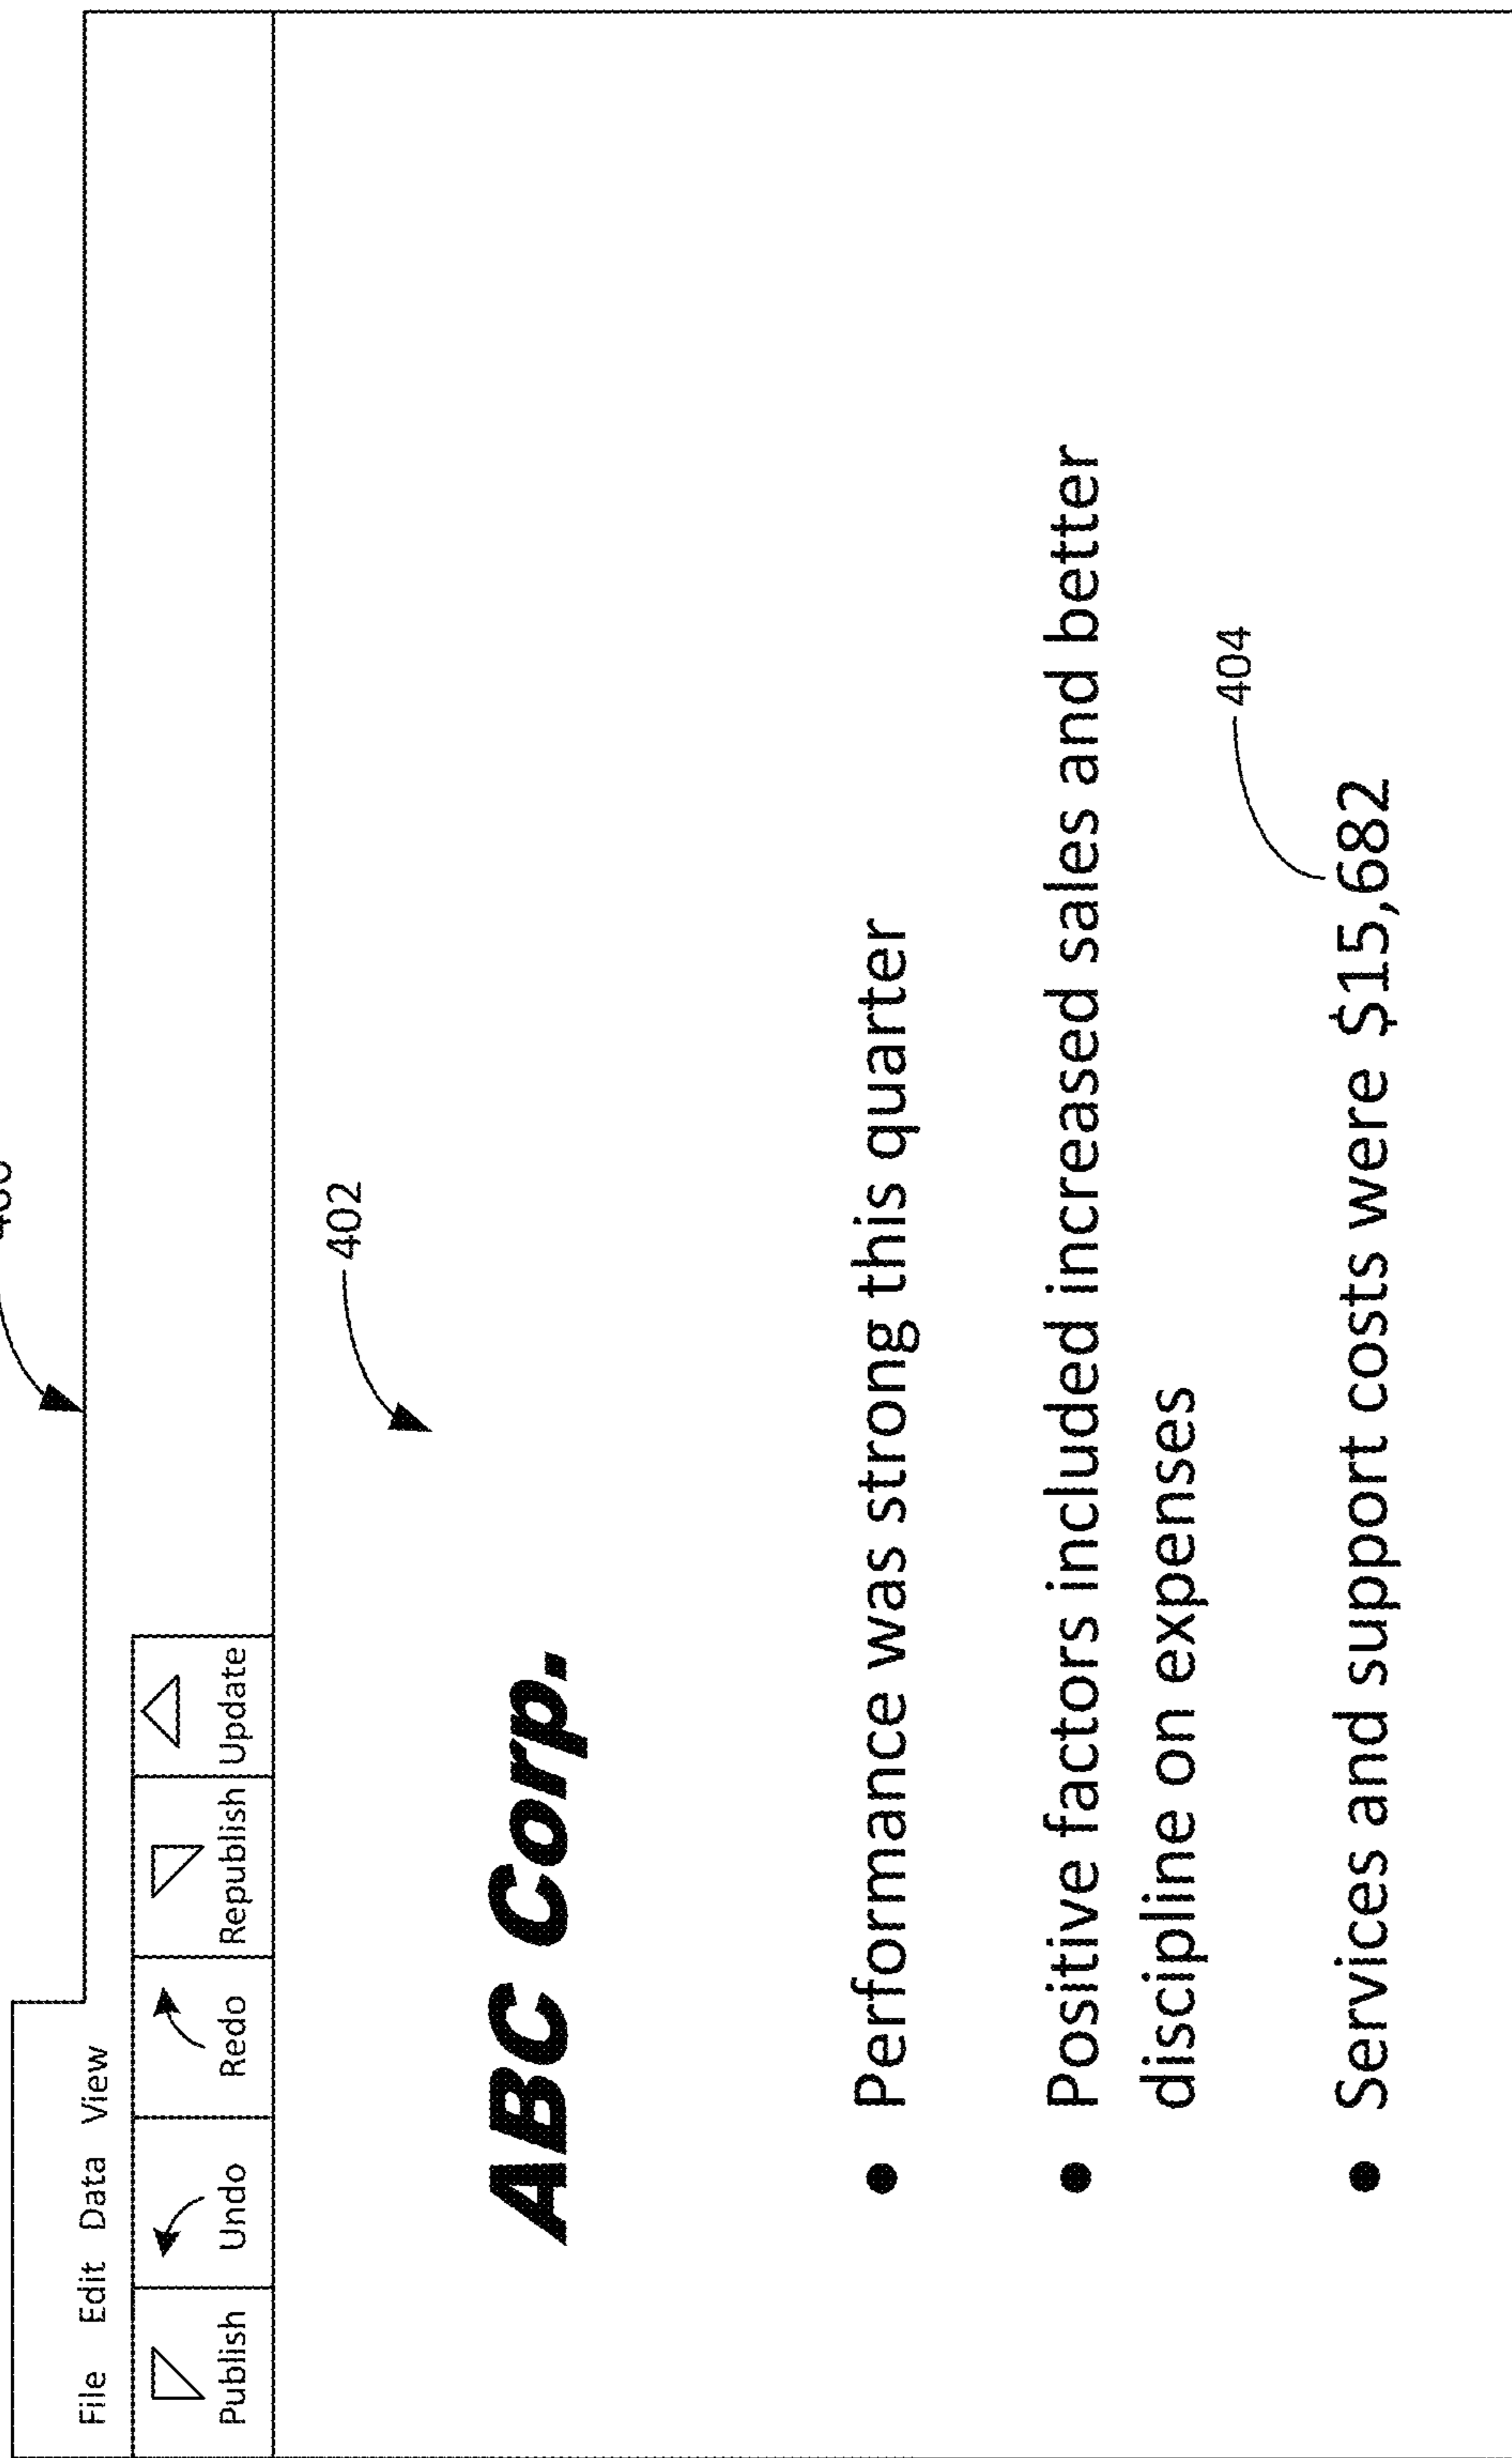 File Edit Data View
Publish Undo Redo Republish Update
402
ABC Corp.
• Performance was strong this quarter
• Positive factors included increased sales and better
discipline on expenses
404
• Services and support costs were $15,682